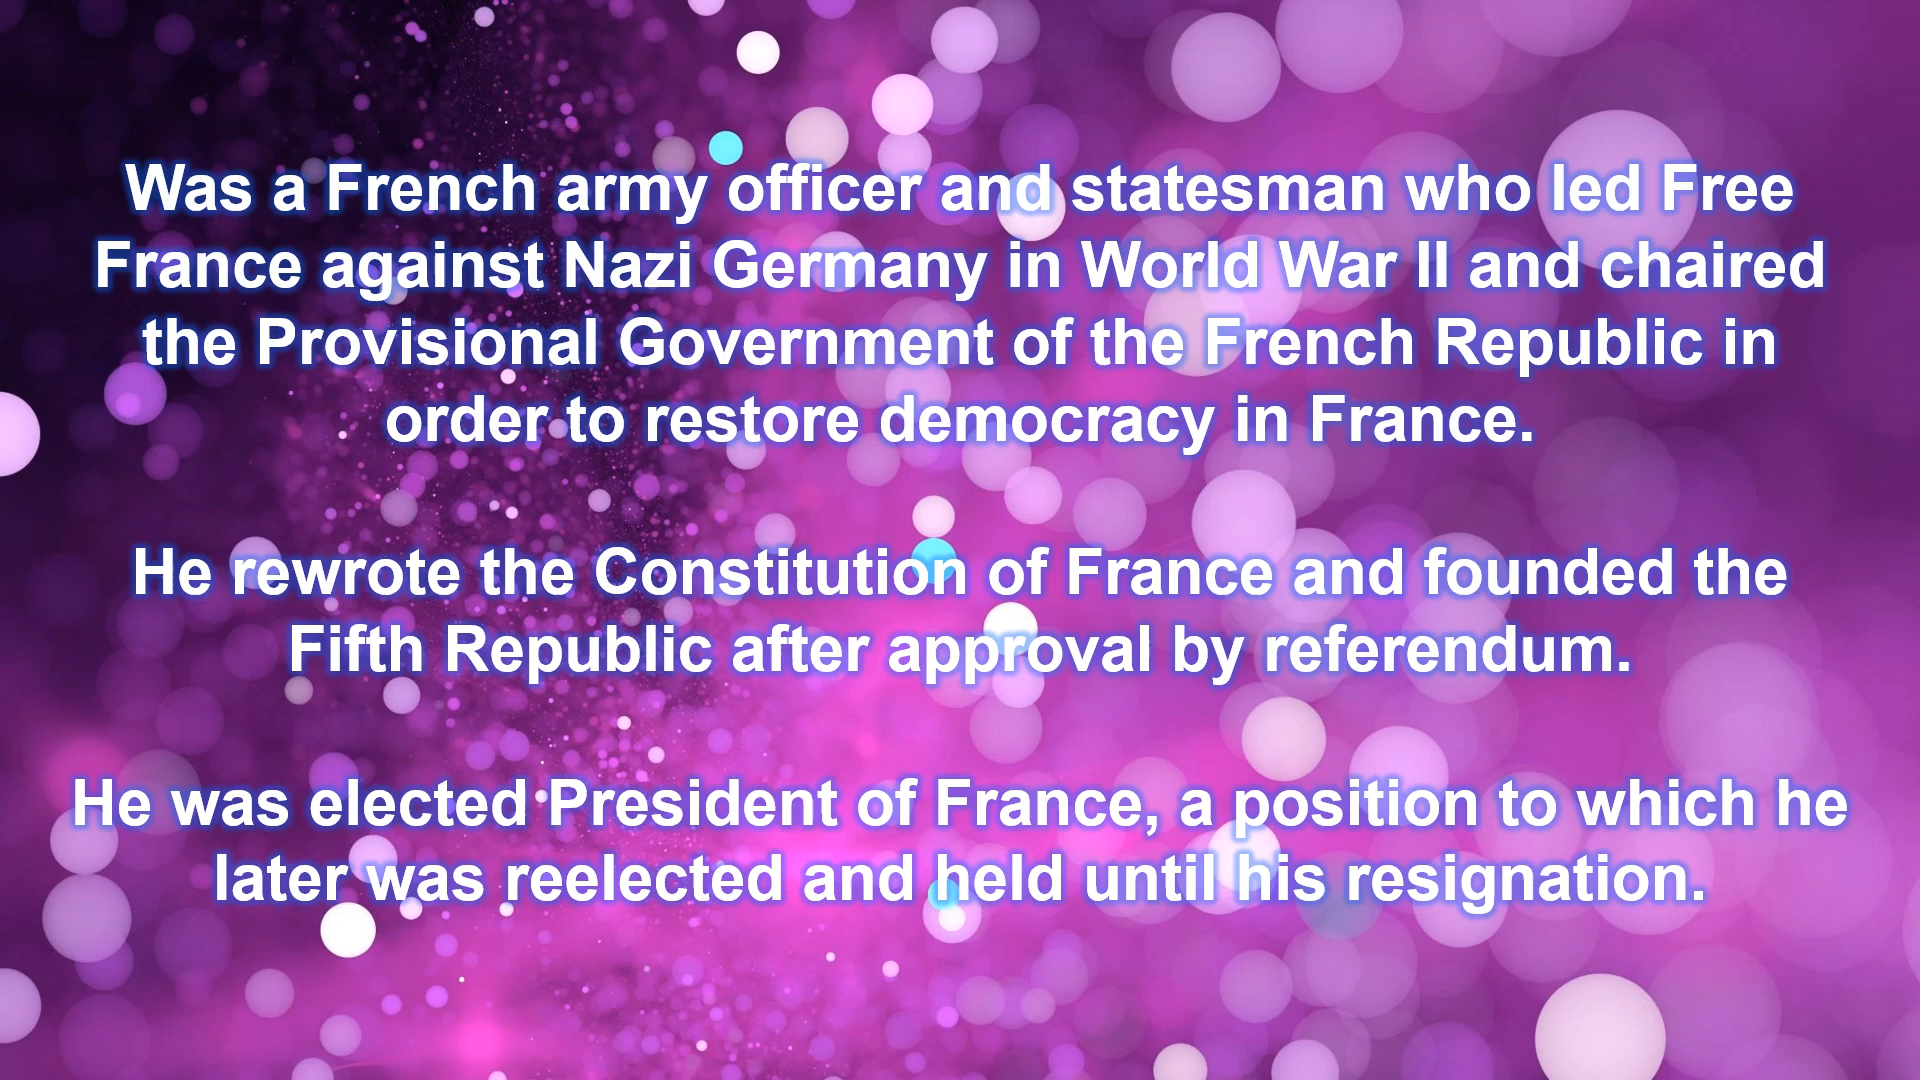 Was a French army officer and statesman who led Free
France against Nazi Germany in World War II and chaired
the Provisional Government of the French Republic in
order to restore democracy in France.
He rewrote the Constitution of France and founded the
Fifth Republic after approval by referendum.
He was elected President of France, a position to which he
later was reelected and held until his resignation.